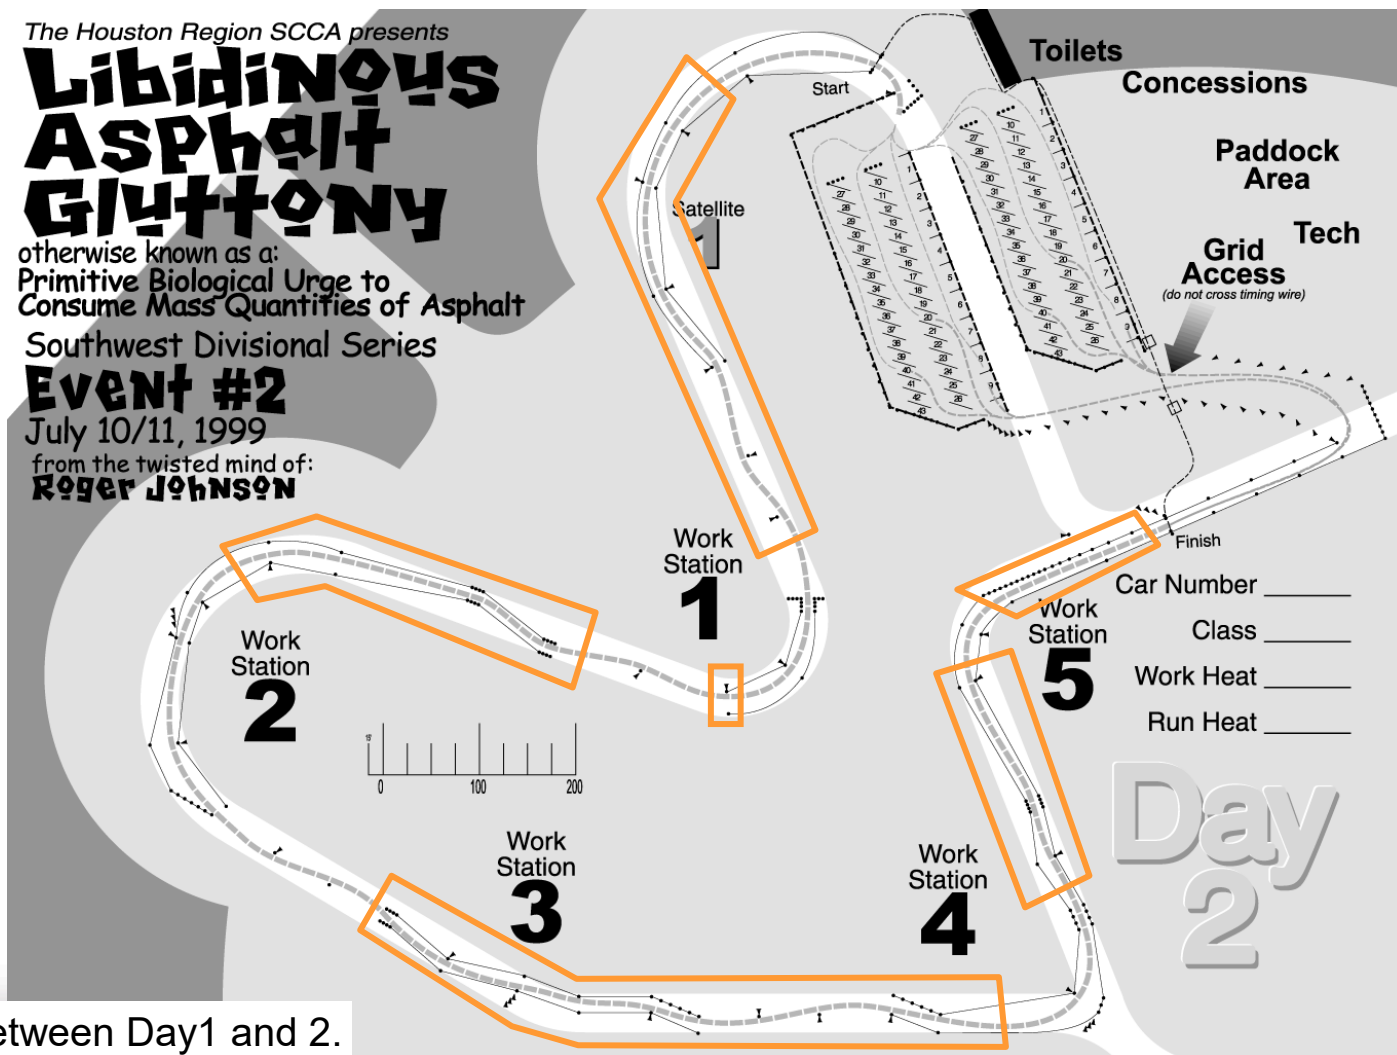 The Houston Region SCCA presents
Libidinous
Asphalt
Gluttony
otherwise known as a:
Primitive Biological Urge to
Consume Mass Quantities of Asphalt
Southwest Divisional Series
Event #2
July 10/11, 1999
from the twisted mind of:
Roger Johnson
Toilets
Concessions
Paddock
Area
Tech
Grid
Access
(do not cross timing wire)
Start
Satellite
1
Work
Station
1
Finish
Car Number
Class
Work Heat
Run Heat
Work
Station
5
Work
Station
2
0 100 200
Work
Station
3
Work
Station
4
Day
2
etween Day1 and 2.